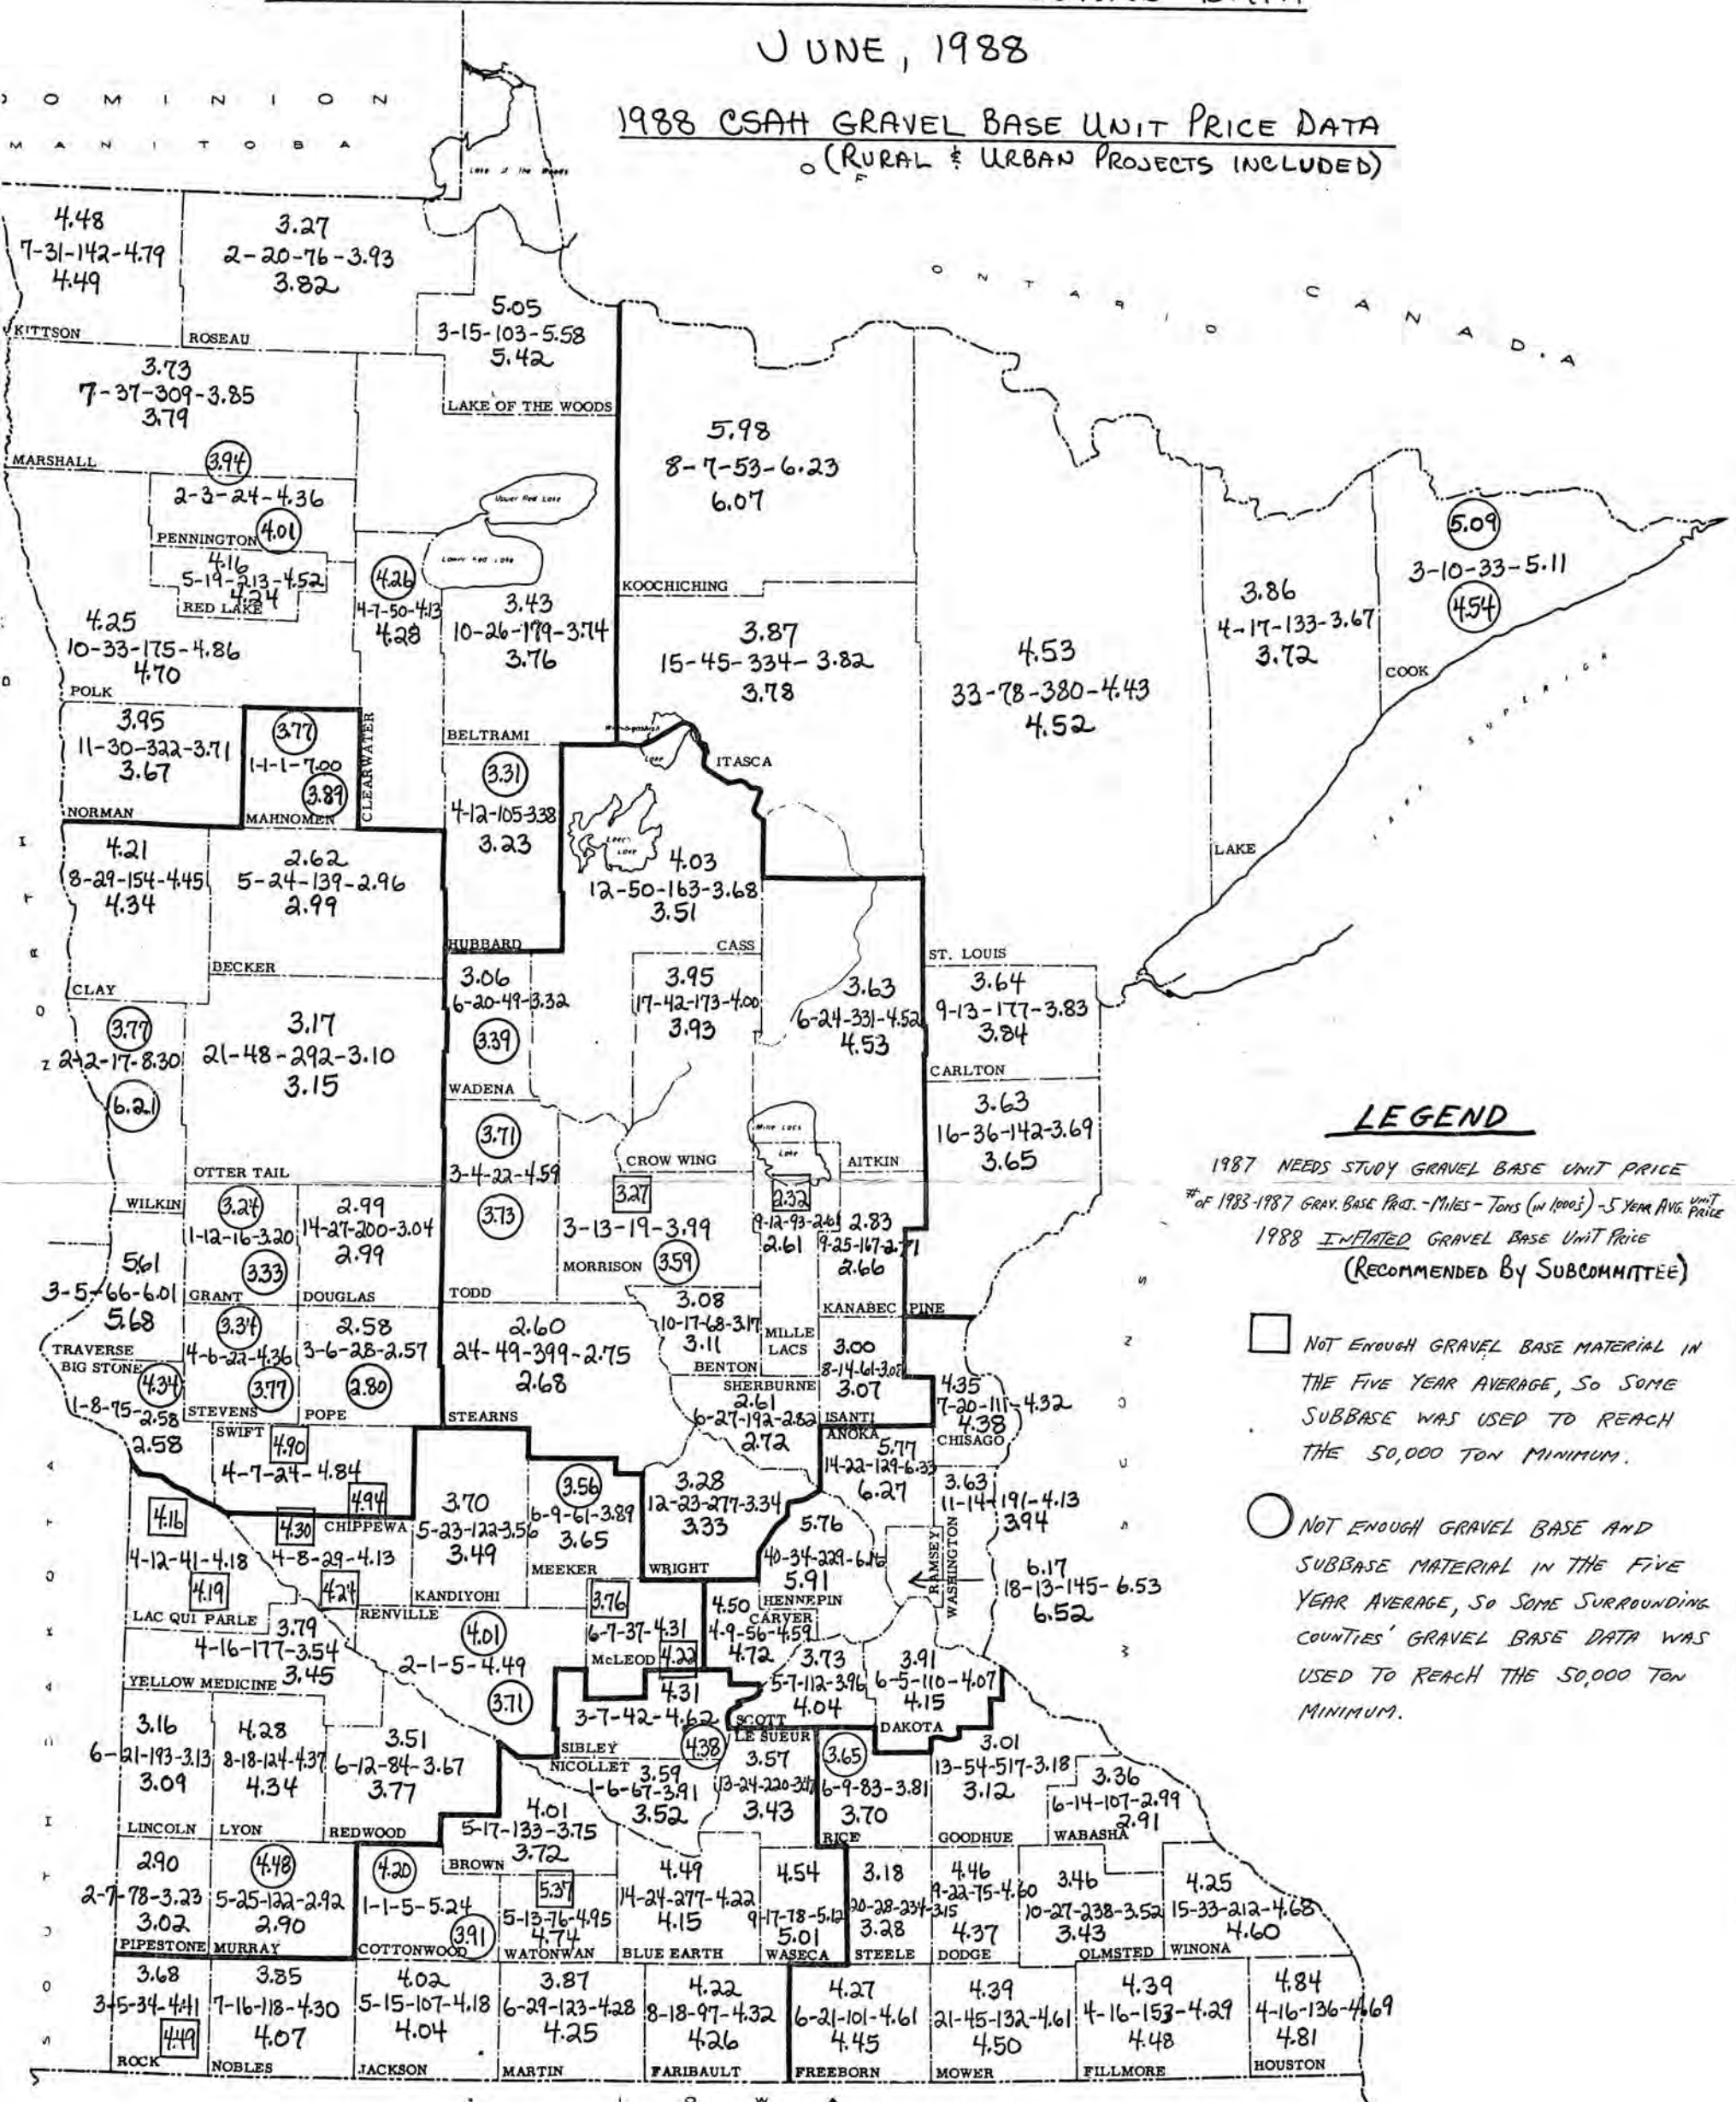 JUNE, 1988
1988 CSAH GRAVEL BASE UNIT PRICE DATA
(RURAL & URBAN PROJECTS INCLUDED)
DOMINION
MANITOBA
Lake of the Woods
ONTARIO CANADA
4.48
7-31-142-4.79
4.49
KITTSON
3.27
2-20-76-3.93
3.82
ROSEAU
5.05
3-15-103-5.58
5.42
LAKE OF THE WOODS
3.73
7-37-309-3.85
3.79
MARSHALL
3.94
2-3-24-4.36
4.01
PENNINGTON
4.16
5-19-213-4.52
4.24
RED LAKE
4.25
10-33-175-4.86
4.70
POLK
4.26
4-7-50-4.13
4.28
CLEARWATER
Upper Red Lake
Lower Red Lake
3.43
10-26-179-3.74
3.76
BELTRAMI
5.98
8-7-53-6.23
6.07
KOOCHICHING
3.87
15-45-334-3.82
3.78
ITASCA
4.53
33-78-380-4.43
4.52
ST. LOUIS
3.86
4-17-133-3.67
3.72
LAKE
5.09
3-10-33-5.11
4.54
COOK
3.95
11-30-322-3.71
3.67
NORMAN
3.77
1-1-1-7.00
3.89
MAHNOMEN
3.31
4-12-105-3.38
3.23
HUBBARD
4.21
8-29-154-4.45
4.34
CLAY
2.62
5-24-139-2.96
2.99
BECKER
4.03
12-50-163-3.68
3.51
CASS
3.06
6-20-49-3.32
3.39
WADENA
3.95
17-42-173-4.00
3.93
CROW WING
3.63
6-24-331-4.52
4.53
AITKIN
3.64
9-13-177-3.83
3.84
CARLTON
3.63
16-36-142-3.69
3.65
PINE
3.77
2-12-17-8.30
6.21
WILKIN
3.17
21-48-292-3.10
3.15
OTTER TAIL
3.71
3-4-22-4.59
3.73
TODD
3.27
3-13-19-3.99
3.59
MORRISON
Mille Lacs
Lake
2.32
9-12-93-2.61
2.61
MILLE
LACS
2.83
9-25-167-2.71
2.66
KANABEC
5.61
3-5-66-6.01
5.68
TRAVERSE
3.24
1-12-16-3.20
3.33
GRANT
2.99
14-27-200-3.04
2.99
DOUGLAS
3.34
4-6-22-4.36
3.77
STEVENS
2.58
3-6-28-2.57
2.80
POPE
2.60
24-49-399-2.75
2.68
STEARNS
3.08
10-17-68-3.17
3.11
BENTON
3.00
8-14-61-3.08
3.07
ISANTI
BIG STONE
4.34
1-8-75-2.58
2.58
SWIFT
4.90
4-7-24-4.84
4.94
SHERBURNE
2.61
6-27-192-2.82
2.72
4.35
7-20-111-4.32
4.38
CHISAGO
ANOKA
5.77
14-22-129-6.33
6.27
4.16
4-12-41-4.18
4.19
LAC QUI PARLE
4.30
CHIPPEWA
4-8-29-4.13
4.24
3.70
5-23-122-3.56
3.49
KANDIYOHI
3.56
6-9-61-3.89
3.65
MEEKER
3.28
12-23-277-3.34
3.33
WRIGHT
5.76
40-34-229-6.16
5.91
HENNEPIN
3.63
11-14-191-4.13
3.94
WASHINGTON
RAMSEY
6.17
18-13-145-6.53
6.52
3.79
4-16-177-3.54
3.45
YELLOW MEDICINE
RENVILLE
4.01
2-1-5-4.49
3.71
3.76
6-7-37-4.31
4.22
McLEOD
4.50
CARVER
4-9-56-4.59
4.72
3.73
5-7-112-3.96
4.04
SCOTT
3.91
6-5-110-4.07
4.15
DAKOTA
3.16
6-21-193-3.13
3.09
LINCOLN
4.28
8-18-124-4.37
4.34
LYON
3.51
6-12-84-3.67
3.77
REDWOOD
4.31
3-7-42-4.62
4.38
SIBLEY
NICOLLET
3.59
1-6-67-3.91
3.52
LE SUEUR
3.57
13-24-220-3.47
3.43
3.65
6-9-83-3.81
3.70
RICE
3.01
13-54-517-3.18
3.12
GOODHUE
3.36
6-14-107-2.99
2.91
WABASHA
2.90
2-7-78-3.23
3.02
PIPESTONE
4.48
5-25-122-2.92
2.90
MURRAY
4.20
1-1-5-5.24
3.91
COTTONWOOD
4.01
5-17-133-3.75
3.72
BROWN
5.37
5-13-76-4.95
4.74
WATONWAN
4.49
14-24-277-4.22
4.15
BLUE EARTH
4.54
9-17-78-5.12
5.01
WASECA
3.18
20-28-234-3.15
3.28
STEELE
4.46
9-22-75-4.60
4.37
DODGE
3.46
10-27-238-3.52
3.43
OLMSTED
4.25
15-33-212-4.68
4.60
WINONA
3.68
3-5-34-4.41
4.49
ROCK
3.85
7-16-118-4.30
4.07
NOBLES
4.02
5-15-107-4.18
4.04
JACKSON
3.87
6-29-123-4.28
4.25
MARTIN
4.22
8-18-97-4.32
4.26
FARIBAULT
4.27
6-21-101-4.61
4.45
FREEBORN
4.39
21-45-132-4.61
4.50
MOWER
4.39
4-16-153-4.29
4.48
FILLMORE
4.84
4-16-136-4.69
4.81
HOUSTON
LEGEND
1987 NEEDS STUDY GRAVEL BASE UNIT PRICE
# OF 1983-1987 GRAV. BASE PROJ. - MILES - TONS (IN 1000's) - 5 YEAR AVG. UNIT PRICE
1988 INFLATED GRAVEL BASE UNIT PRICE
(RECOMMENDED BY SUBCOMMITTEE)
NOT ENOUGH GRAVEL BASE MATERIAL IN
THE FIVE YEAR AVERAGE, SO SOME
SUBBASE WAS USED TO REACH
THE 50,000 TON MINIMUM.
NOT ENOUGH GRAVEL BASE AND
SUBBASE MATERIAL IN THE FIVE
YEAR AVERAGE, SO SOME SURROUNDING
COUNTIES' GRAVEL BASE DATA WAS
USED TO REACH THE 50,000 TON
MINIMUM.